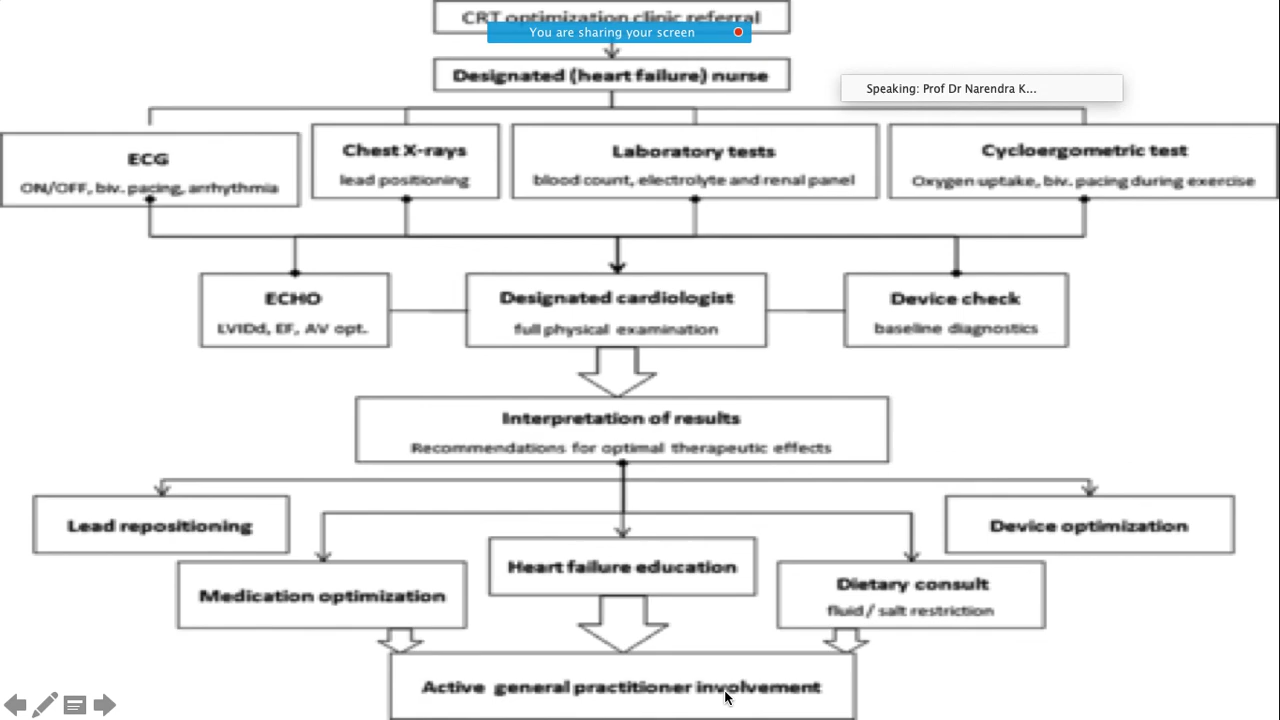 CRT optimization clinic referral
You are sharing your screen
Designated (heart failure) nurse
Speaking: Prof Dr Narendra K...
ECG
ON/OFF, biv. pacing, arrhythmia
Chest X-rays
lead positioning
Laboratory tests
blood count, electrolyte and renal panel
Cycloergometric test
Oxygen uptake, biv. pacing during exercise
ECHO
LVIDd, EF, AV opt.
Designated cardiologist
full physical examination
Device check
baseline diagnostics
Interpretation of results
Recommendations for optimal therapeutic effects
Lead repositioning
Device optimization
Medication optimization
Heart failure education
Dietary consult
fluid / salt restriction
Active general practitioner involvement